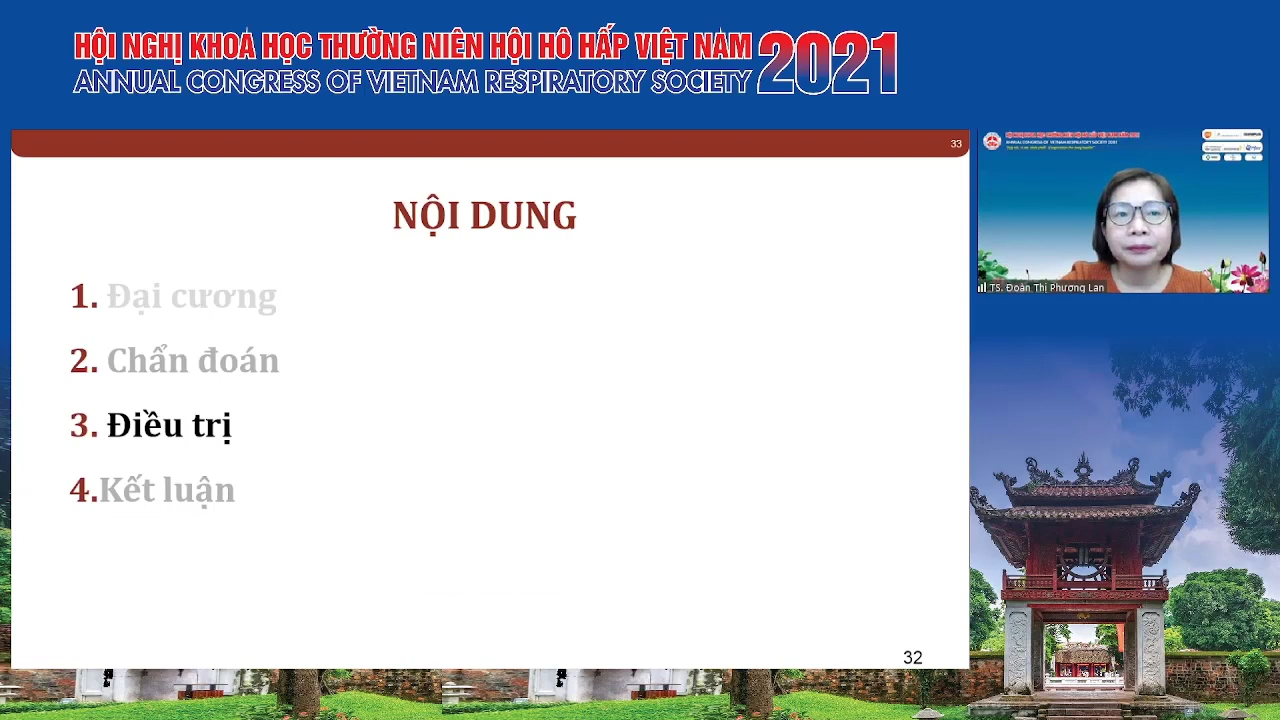 HỘI NGHỊ KHOA HỌC THƯỜNG NIÊN HỘI HÔ HẤP VIỆT NAM 2021
ANNUAL CONGRESS OF VIETNAM RESPIRATORY SOCIETY
33
NỘI DUNG
1. Đại cương
2. Chẩn đoán
3. Điều trị
4.Kết luận
32
TS. Đoàn Thị Phương Lan